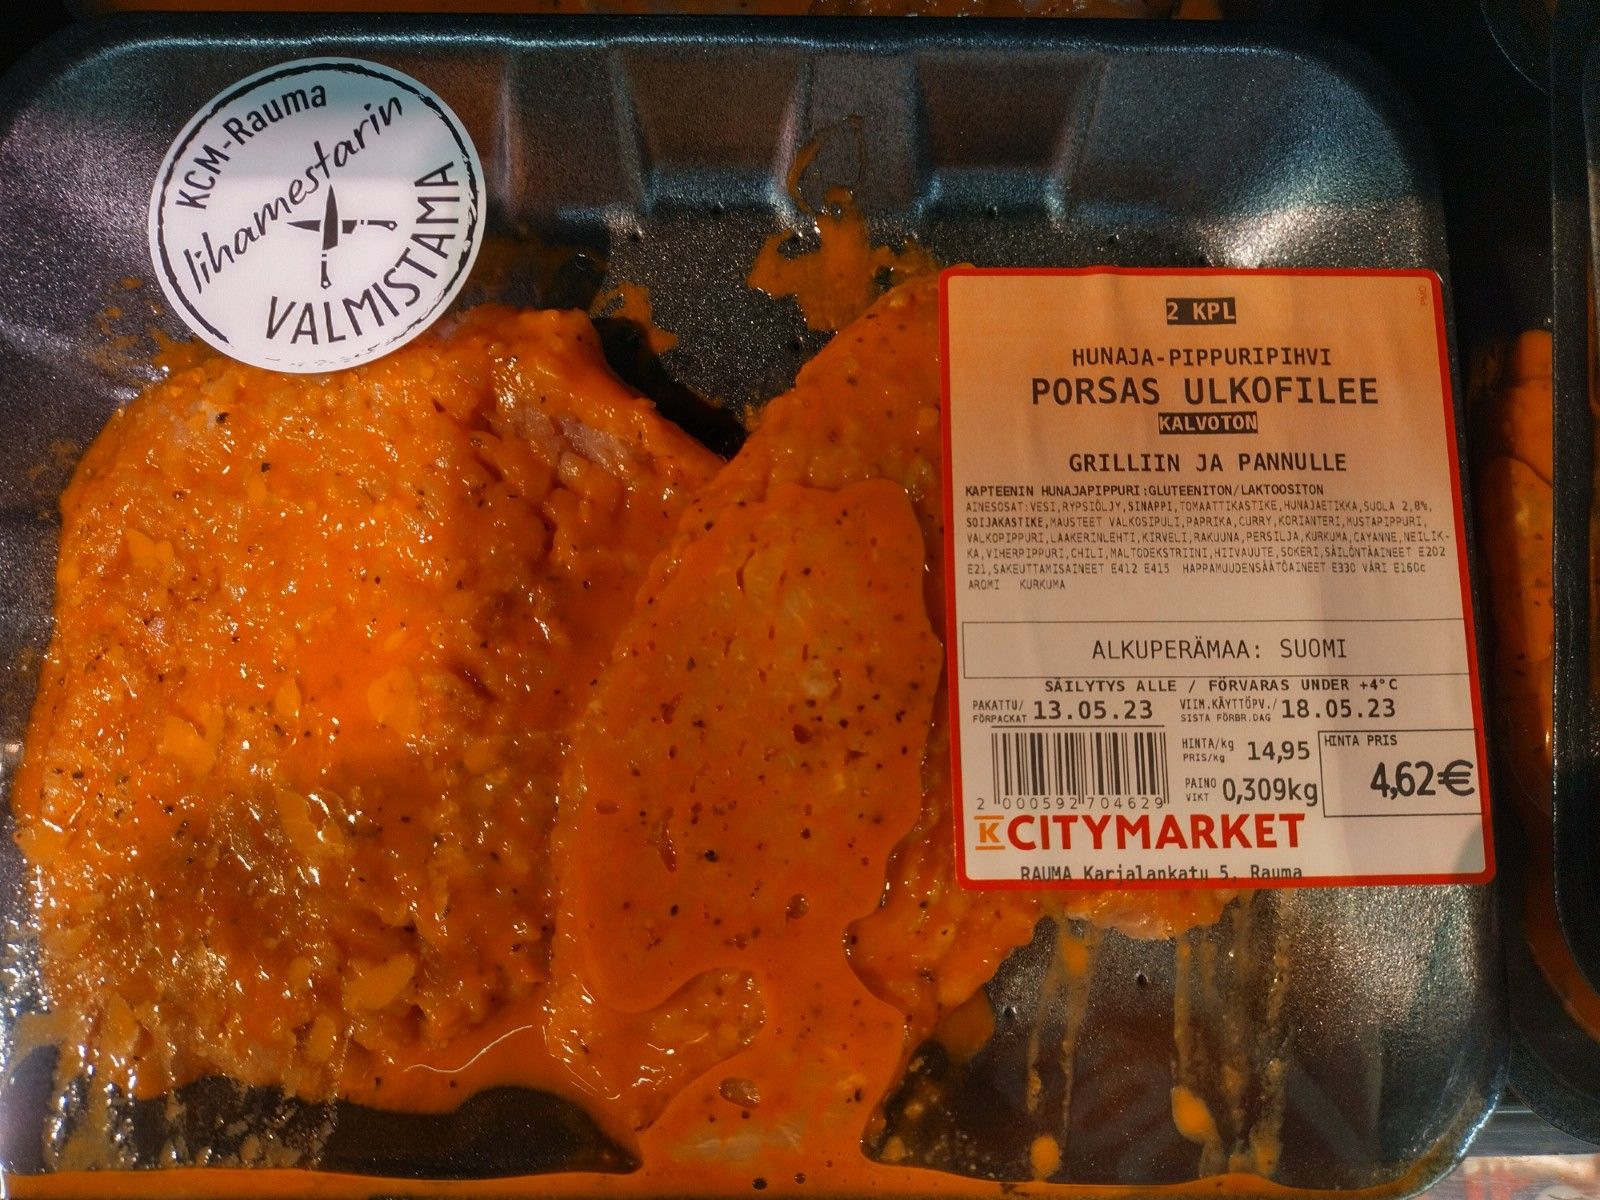 KCM-Rauma
lihamestarin
VALMISTAMA
2 KPL
HUNAJA-PIPPURIPIHVI
PORSAS ULKOFILEE
KALVOTON
GRILLIIN JA PANNULLE
KAPTEENIN HUNAJAPIPPURI:GLUTEENITON/LAKTOOSITON
AINESOSAT:VESI,RYPSIÖLJY,SINAPPI,TOMAATTIKASTIKE,HUNAJAETIKKA,SUOLA 2,8%,
SOIJAKASTIKE,MAUSTEET VALKOSIPULI,PAPRIKA,CURRY,KORIANTERI,MUSTAPIPPURI,
VALKOPIPPURI,LAAKERINLEHTI,KIRVELI,RAKUUNA,PERSILJA,KURKUMA,CAYANNE,NEILIK-
KA,VIHERPIPPURI,CHILI,MALTODEKSTRIINI,HIIVAUUTE,SOKERI,SÄILÖNTÄAINEET E202
E21,SAKEUTTAMISAINEET E412 E415 HAPPAMUUDENSÄÄTÖAINEET E330 VÄRI E160c
AROMI KURKUMA
ALKUPERÄMAA: SUOMI
SÄILYTYS ALLE / FÖRVARAS UNDER +4°C
PAKATTU/ FÖRPACKAT 13.05.23 VIIM.KÄYTTÖPV./ SISTA FÖRBR.DAG 18.05.23
HINTA/kg PRIS/kg 14,95 HINTA PRIS
PAINO VIKT 0,309kg 4,62€
2 000592 704629
K CITYMARKET
RAUMA Karjalankatu 5, Rauma